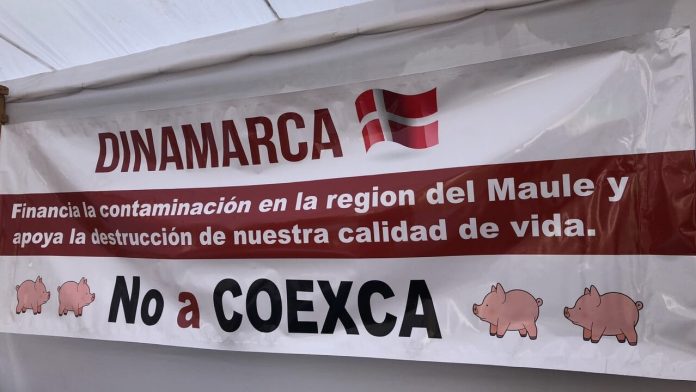 DINAMARCA
Financia la contaminación en la region del Maule y
apoya la destrucción de nuestra calidad de vida.
No a COEXCA